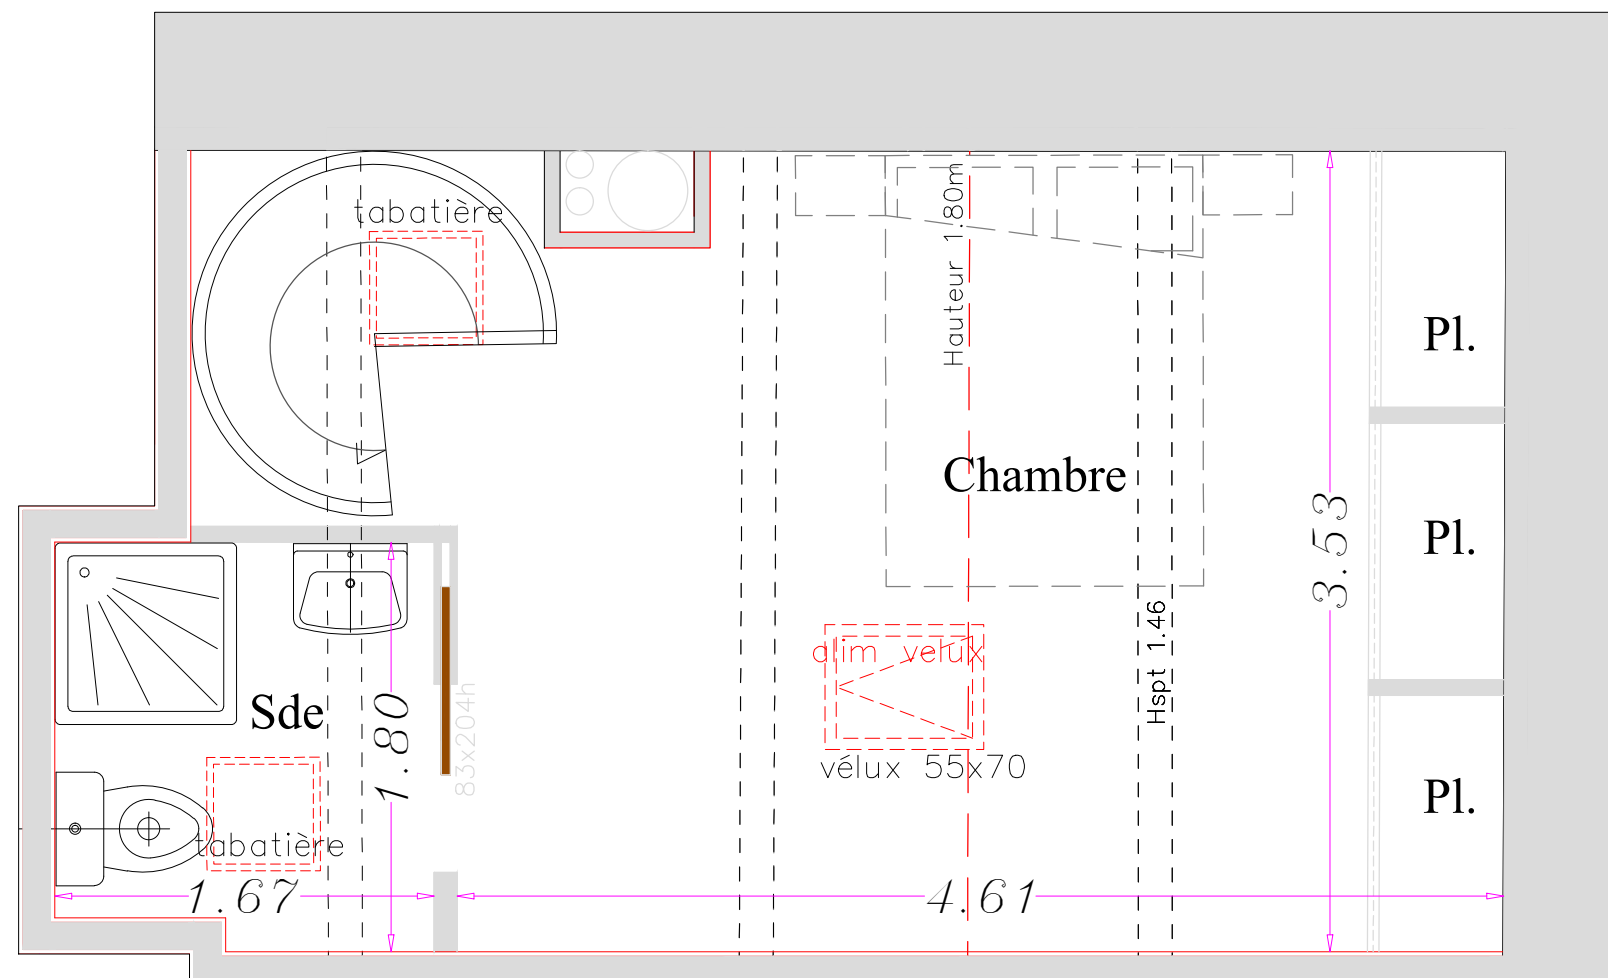 tabatière
Hauteur 1.80m
Pl.
Chambre
3.53
Pl.
Hspt 1.46
alim velux
vélux 55x70
Sde
1.80
83x204h
Pl.
tabatière
1.67
4.61